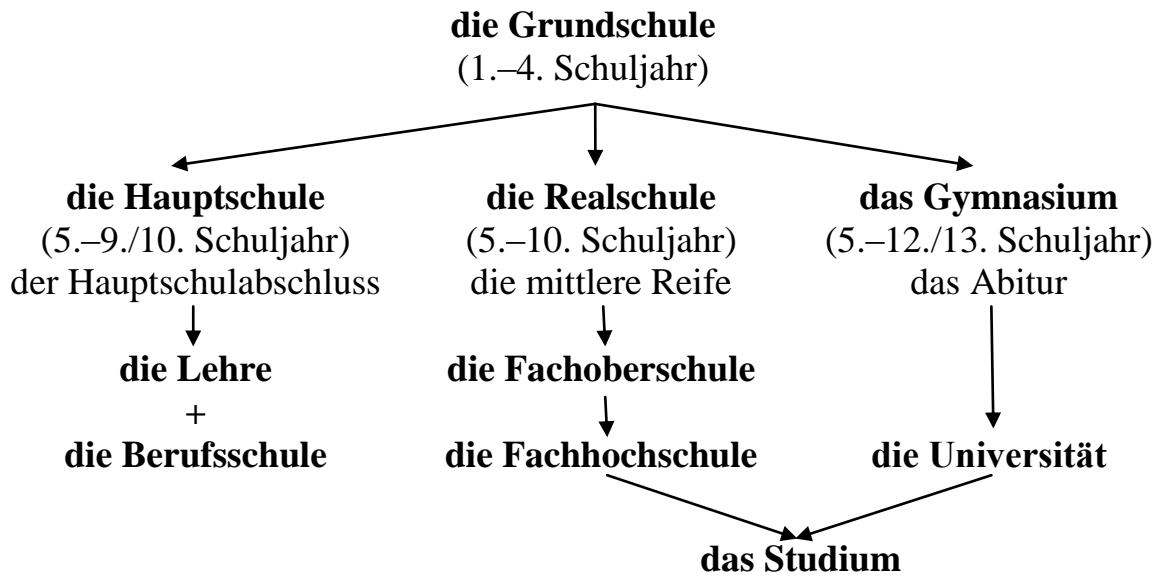 die Grundschule
(1.–4. Schuljahr)
die Hauptschule
(5.–9./10. Schuljahr)
der Hauptschulabschluss
die Realschule
(5.–10. Schuljahr)
die mittlere Reife
das Gymnasium
(5.–12./13. Schuljahr)
das Abitur
die Lehre
+
die Berufsschule
die Fachoberschule
die Fachhochschule
die Universität
das Studium